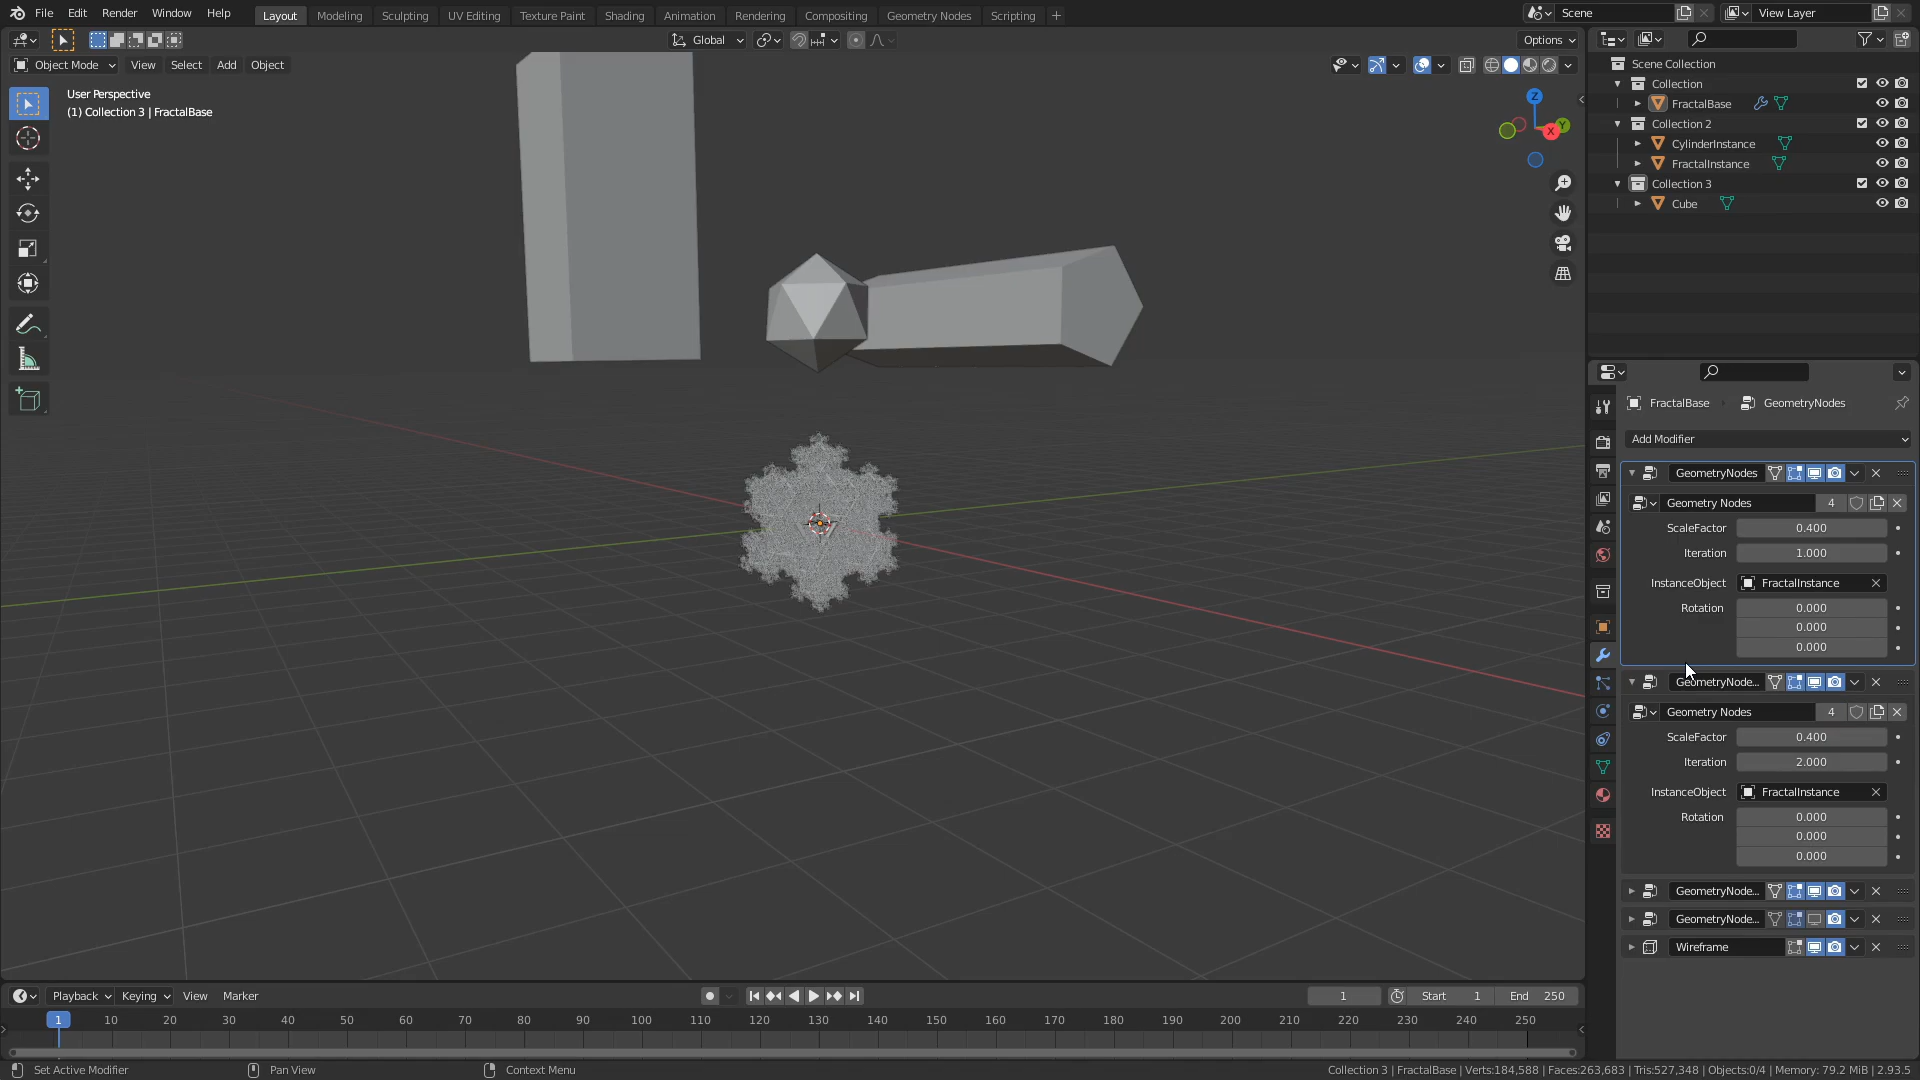 File Edit Render Window Help Layout Modeling Sculpting UV Editing Texture Paint Shading Animation Rendering Compositing Geometry Nodes Scripting + Scene View Layer
Global Options
Object Mode View Select Add Object
User Perspective
(1) Collection 3 | FractalBase
Z
Y
X
Scene Collection
Collection
FractalBase
Collection 2
CylinderInstance
FractalInstance
Collection 3
Cube
FractalBase GeometryNodes
Add Modifier
GeometryNodes
Geometry Nodes 4
ScaleFactor 0.400
Iteration 1.000
InstanceObject FractalInstance
Rotation 0.000
0.000
0.000
GeometryNode...
Geometry Nodes 4
ScaleFactor 0.400
Iteration 2.000
InstanceObject FractalInstance
Rotation 0.000
0.000
0.000
GeometryNode...
GeometryNode...
Wireframe
Playback Keying View Marker 1 Start 1 End 250
1 10 20 30 40 50 60 70 80 90 100 110 120 130 140 150 160 170 180 190 200 210 220 230 240 250
Set Active Modifier Pan View Context Menu Collection 3 | FractalBase | Verts:184,588 | Faces:263,683 | Tris:527,348 | Objects:0/4 | Memory: 79.2 MiB | 2.93.5